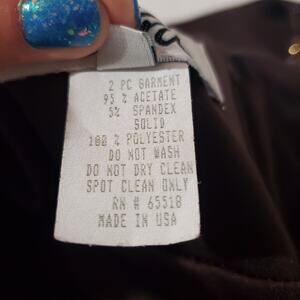 2 PC GARMENT
95 % ACETATE
5% SPANDEX
SOLID
100 % POLYESTER
DO NOT WASH
DO NOT DRY CLEAN
SPOT CLEAN ONLY
RN # 65518
MADE IN USA